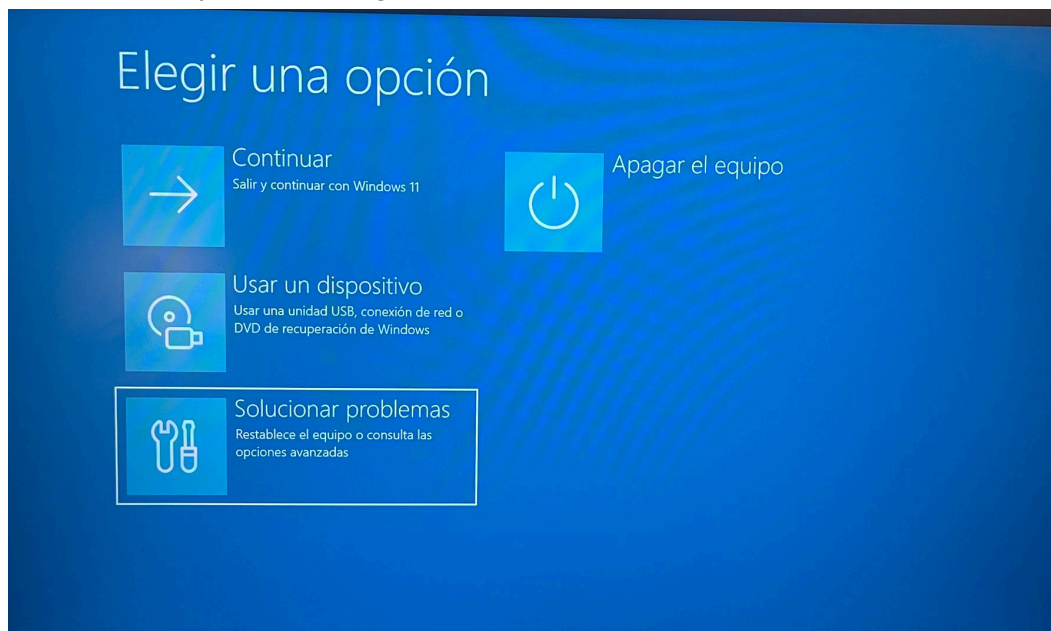 Elegir una opción
Continuar
Salir y continuar con Windows 11
Apagar el equipo
Usar un dispositivo
Usar una unidad USB, conexión de red o
DVD de recuperación de Windows
Solucionar problemas
Restablece el equipo o consulta las
opciones avanzadas